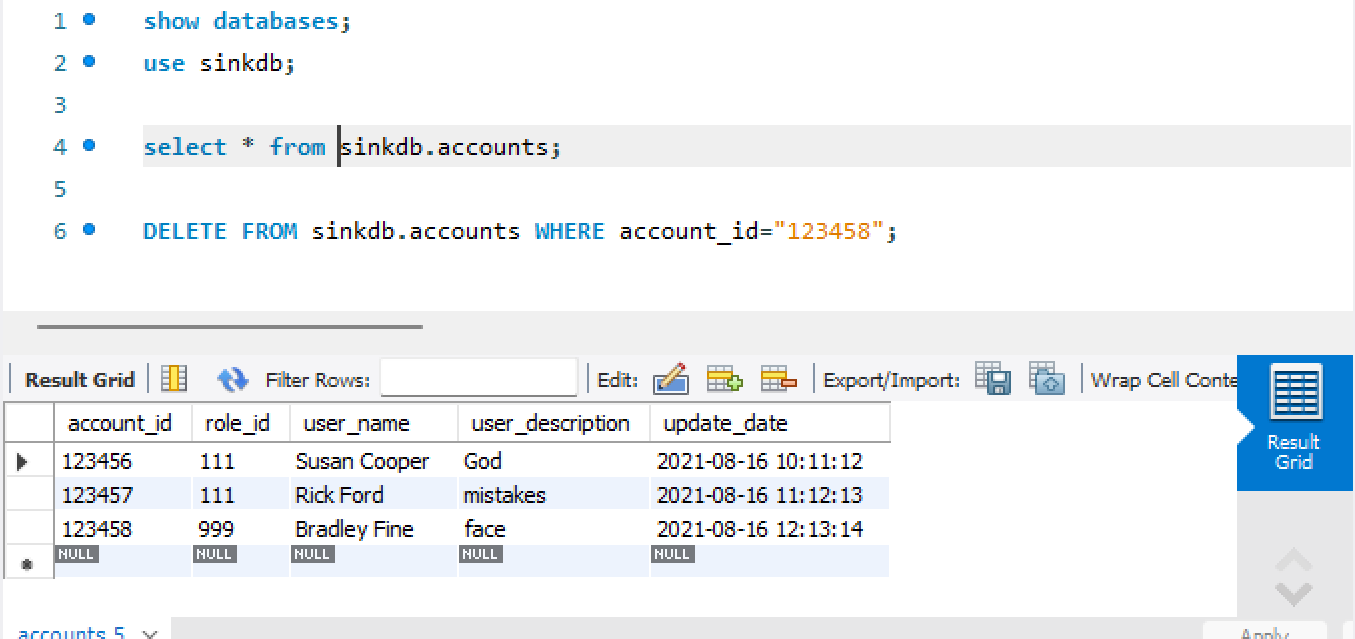 1 show databases;
2 use sinkdb;
3
4 select * from sinkdb.accounts;
5
6 DELETE FROM sinkdb.accounts WHERE account_id="123458";
Result Grid Filter Rows: Edit: Export/Import: Wrap Cell Conte
account_id role_id user_name user_description update_date
123456 111 Susan Cooper God 2021-08-16 10:11:12
123457 111 Rick Ford mistakes 2021-08-16 11:12:13
123458 999 Bradley Fine face 2021-08-16 12:13:14
NULL NULL NULL NULL NULL
Result
Grid
accounts 5 Apply